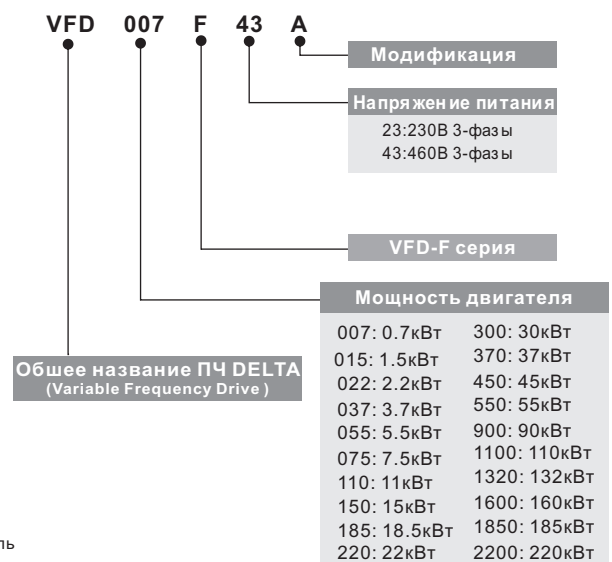 VFD 007 F 43 A
Модификация
Напряжение питания
23:230В 3-фазы
43:460В 3-фазы
VFD-F серия
Мощность двигателя
007: 0.7кВт 300: 30кВт
015: 1.5кВт 370: 37кВт
022: 2.2кВт 450: 45кВт
037: 3.7кВт 550: 55кВт
055: 5.5кВт 900: 90кВт
075: 7.5кВт 1100: 110кВт
110: 11кВт 1320: 132кВт
150: 15кВт 1600: 160кВт
185: 18.5кВт 1850: 185кВт
220: 22кВт 2200: 220кВт
Обшее название ПЧ DELTA
(Variable Frequency Drive )
ль